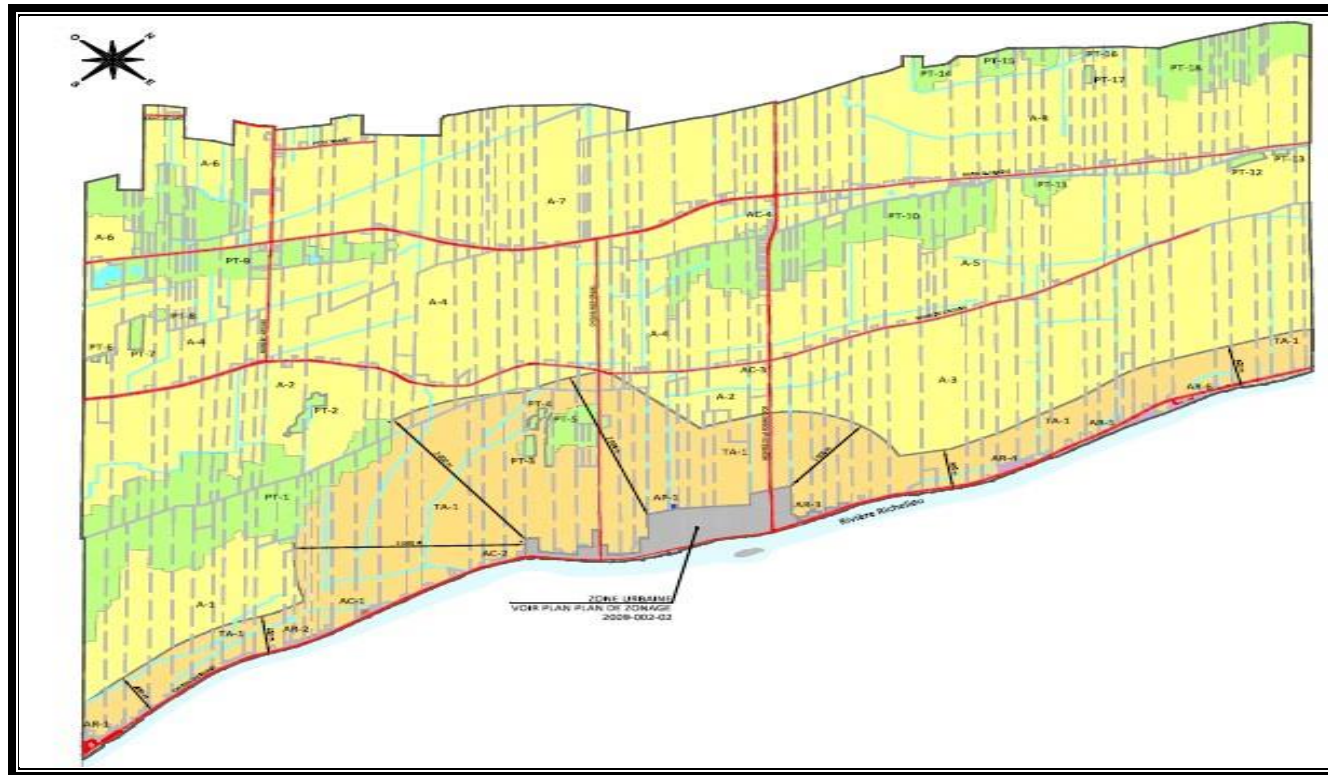 O N
S E
PT-14 PT-15 PT-16
PT-17
PT-18
A-8
A-6
A-7
PT-13
PT-12
PT-11
AC-4
PT-10
A-6
PT-9
A-5
A-4
PT-8
A-4
A-4
PT-6
PT-7
AC-3
A-2
A-2
A-3
TA-1
AR-6
PT-2
PT-4
PT-5
PT-3
TA-1
TA-1
AR-5
AR-4
PT-1
TA-1
AP-1
AR-3
Rivière Richelieu
AC-2
ZONE URBAINE
VOIR PLAN PLAN DE ZONAGE
2009-002-02
A-1
AC-1
TA-1
AR-2
AR-1